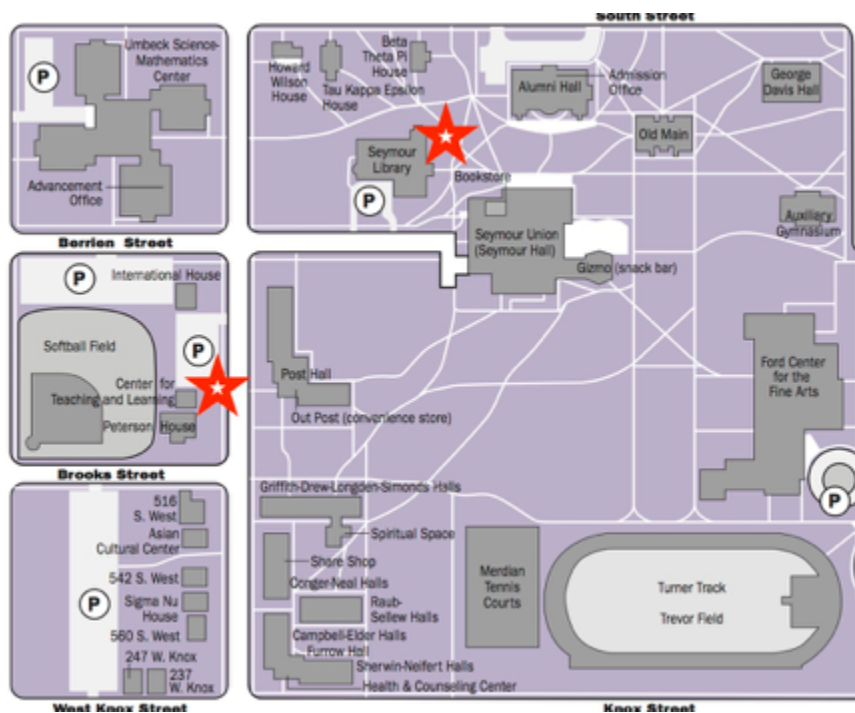 South Street
P
Umbeck Science-
Mathematics
Center
Advancement
Office
Berrien Street
Howard
Wilson
House
Tau Kappa Epsilon
House
Beta
Theta Pi
House
Alumni Hall
Admission
Office
George
Davis Hall
Old Main
Seymour
Library
P
Bookstore
Seymour Union
(Seymour Hall)
Gizmo (snack bar)
Auxiliary
Gymnasium
P
International House
Softball Field
P
Center for
Teaching and Learning
Peterson House
Brooks Street
Post Hall
Out Post (convenience store)
Ford Center
for the
Fine Arts
P
Griffith-Drew-Longden-Simonds Halls
Spiritual Space
Share Shop
Conger-Neal Halls
Raub-
Sellew Halls
Campbell-Elder Halls
Furrow Hall
Sherwin-Neifert Halls
Health & Counseling Center
Merdian
Tennis
Courts
Turner Track
Trevor Field
516
S. West
Asian
Cultural Center
P
542 S. West
Sigma Nu
House
560 S. West
247 W. Knox
237
W. Knox
West Knox Street
Knox Street